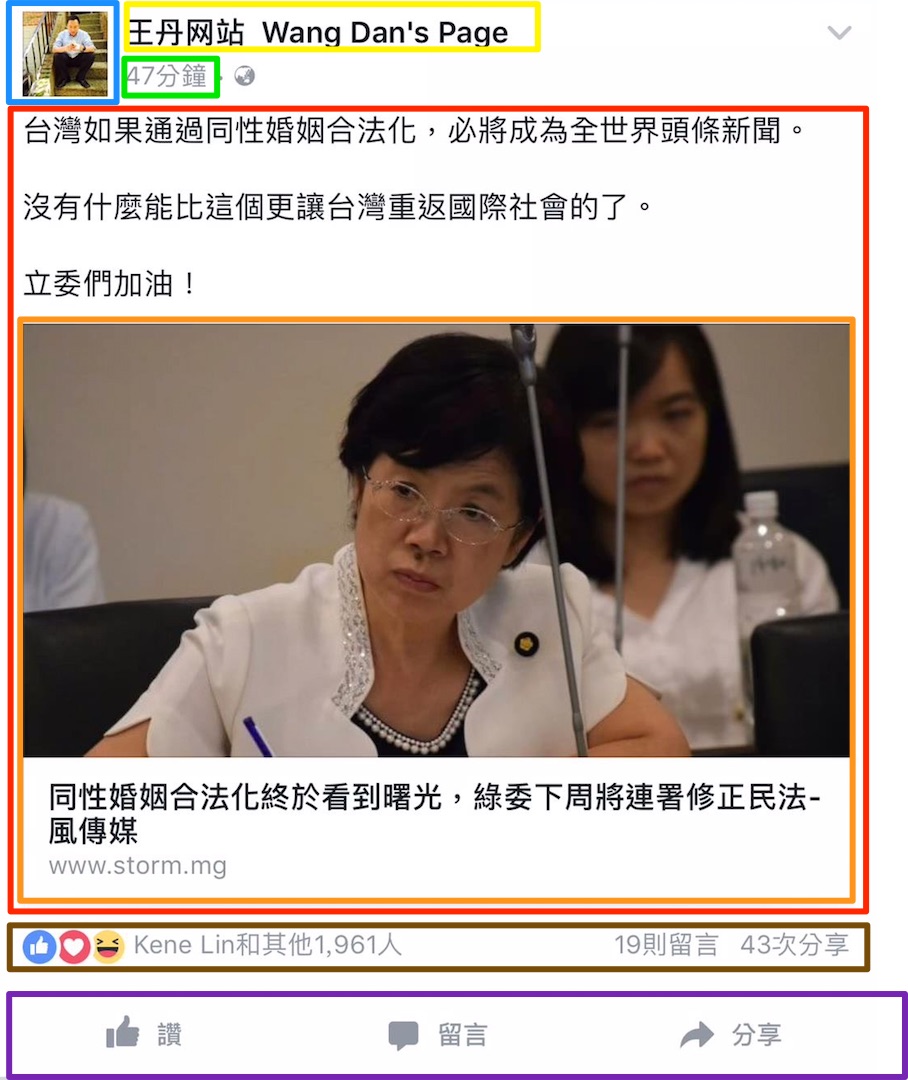 王丹网站 Wang Dan's Page
47分鐘 ·
台灣如果通過同性婚姻合法化，必將成為全世界頭條新聞。
沒有什麼能比這個更讓台灣重返國際社會的了。
立委們加油！
同性婚姻合法化終於看到曙光，綠委下周將連署修正民法-
風傳媒
www.storm.mg
Kene Lin和其他1,961人 19則留言 43次分享
讚 留言 分享